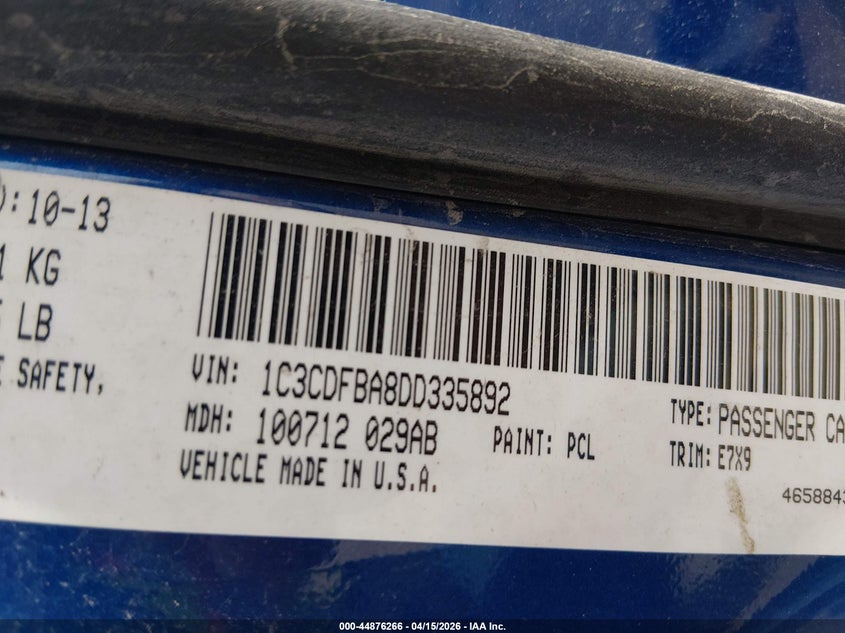 ): 10-13
1 KG
LB
SAFETY,
VIN: 1C3CDFBA8DD335892
MDH: 100712 029AB
PAINT: PCL
VEHICLE MADE IN U.S.A.
TYPE: PASSENGER CA
TRIM: E7X9
465884
000-44876266 - 04/15/2026 - IAA Inc.